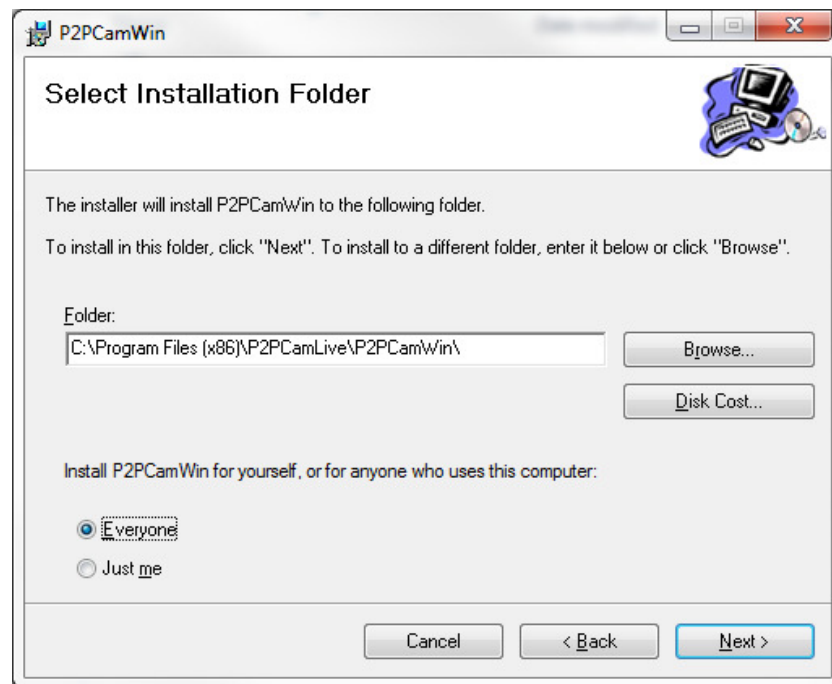 P2PCamWin
Select Installation Folder
The installer will install P2PCamWin to the following folder.
To install in this folder, click "Next". To install to a different folder, enter it below or click "Browse".
Folder:
C:\Program Files (x86)\P2PCamLive\P2PCamWin\
Browse...
Disk Cost...
Install P2PCamWin for yourself, or for anyone who uses this computer:
Everyone
Just me
Cancel
< Back
Next >